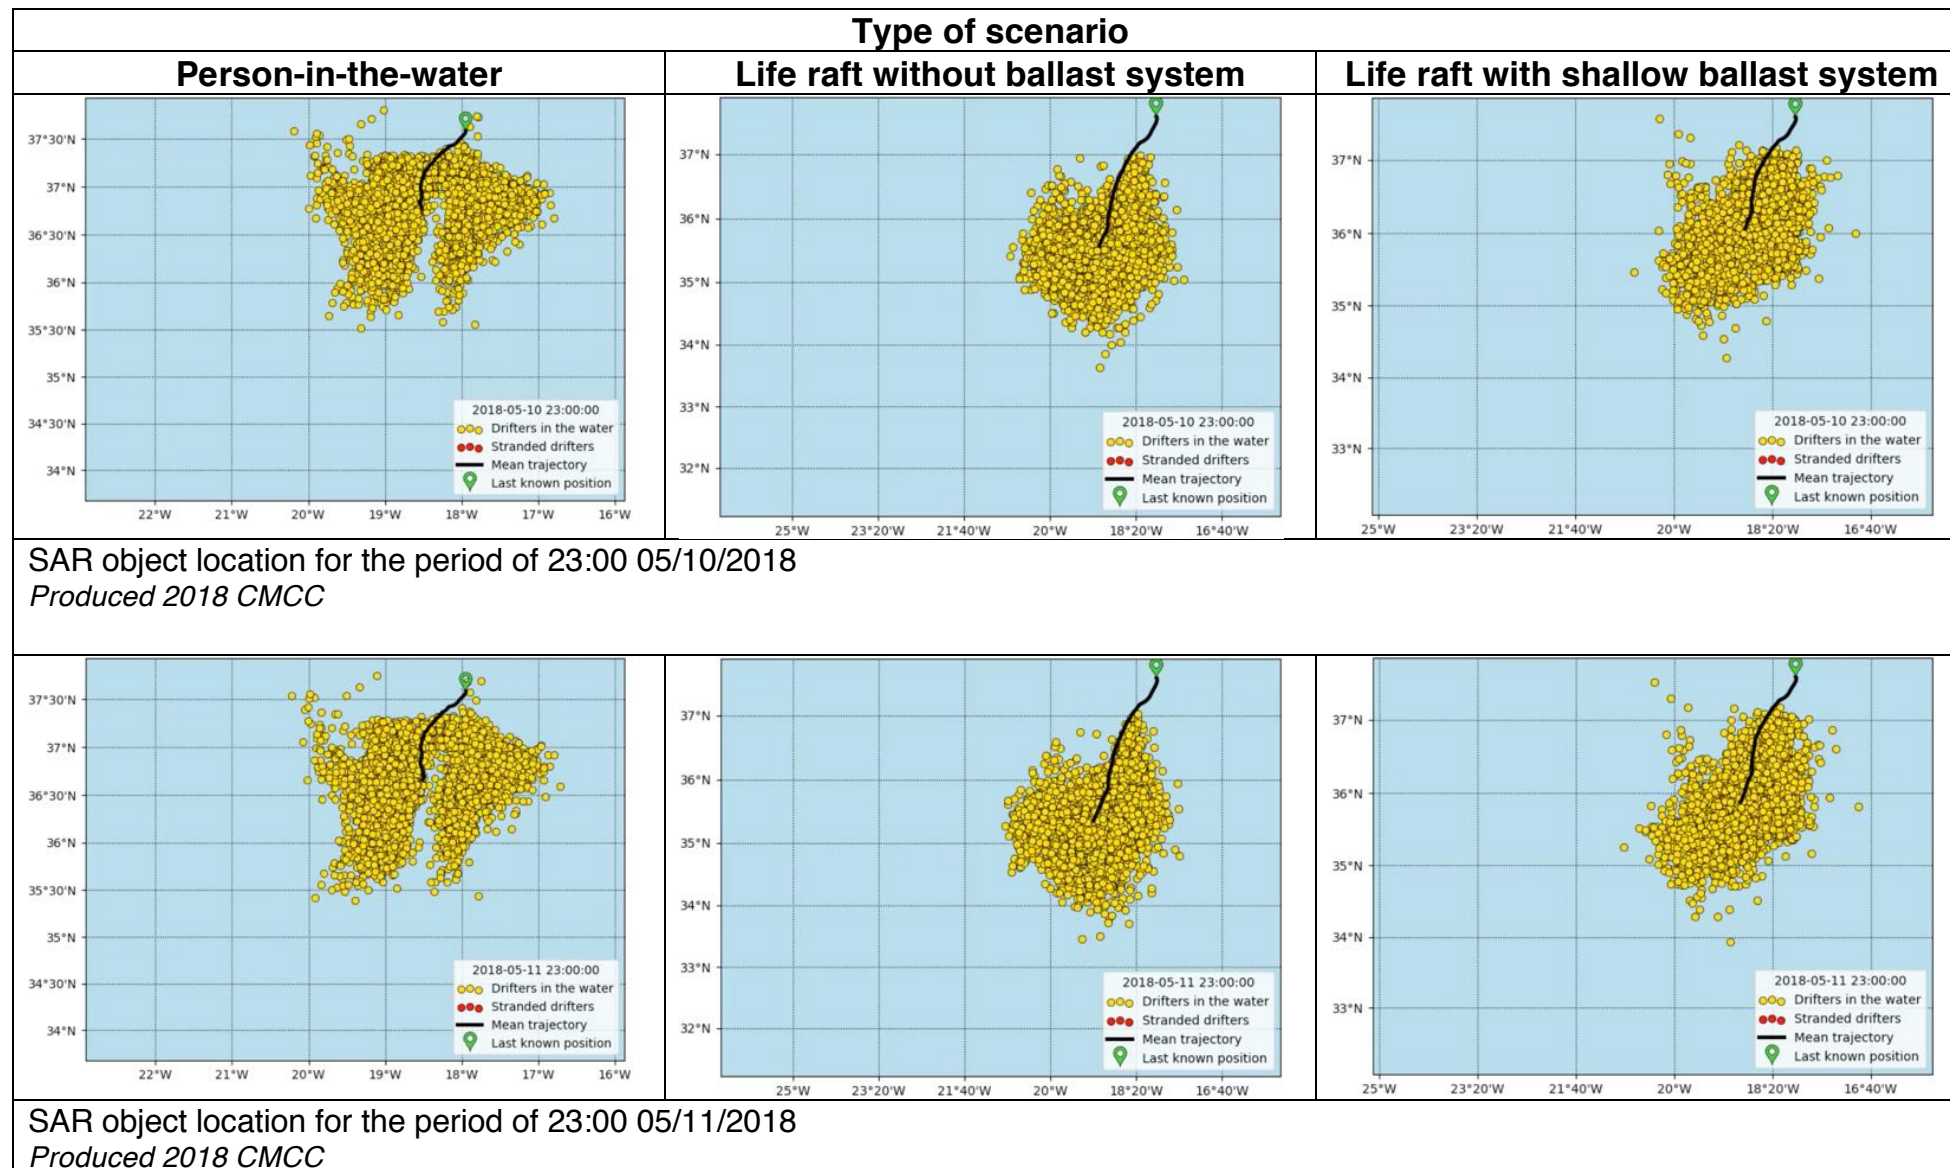 Type of scenario
Person-in-the-water
Life raft without ballast system
Life raft with shallow ballast system
37°30'N
37°N
36°30'N
36°N
35°30'N
35°N
34°30'N
34°N
22°W 21°W 20°W 19°W 18°W 17°W 16°W
2018-05-10 23:00:00
Drifters in the water
Stranded drifters
Mean trajectory
Last known position
37°N
36°N
35°N
34°N
33°N
32°N
25°W 23°20'W 21°40'W 20°W 18°20'W 16°40'W
2018-05-10 23:00:00
Drifters in the water
Stranded drifters
Mean trajectory
Last known position
37°N
36°N
35°N
34°N
33°N
25°W 23°20'W 21°40'W 20°W 18°20'W 16°40'W
2018-05-10 23:00:00
Drifters in the water
Stranded drifters
Mean trajectory
Last known position
SAR object location for the period of 23:00 05/10/2018
Produced 2018 CMCC
37°30'N
37°N
36°30'N
36°N
35°30'N
35°N
34°30'N
34°N
22°W 21°W 20°W 19°W 18°W 17°W 16°W
2018-05-11 23:00:00
Drifters in the water
Stranded drifters
Mean trajectory
Last known position
37°N
36°N
35°N
34°N
33°N
32°N
25°W 23°20'W 21°40'W 20°W 18°20'W 16°40'W
2018-05-11 23:00:00
Drifters in the water
Stranded drifters
Mean trajectory
Last known position
37°N
36°N
35°N
34°N
33°N
25°W 23°20'W 21°40'W 20°W 18°20'W 16°40'W
2018-05-11 23:00:00
Drifters in the water
Stranded drifters
Mean trajectory
Last known position
SAR object location for the period of 23:00 05/11/2018
Produced 2018 CMCC